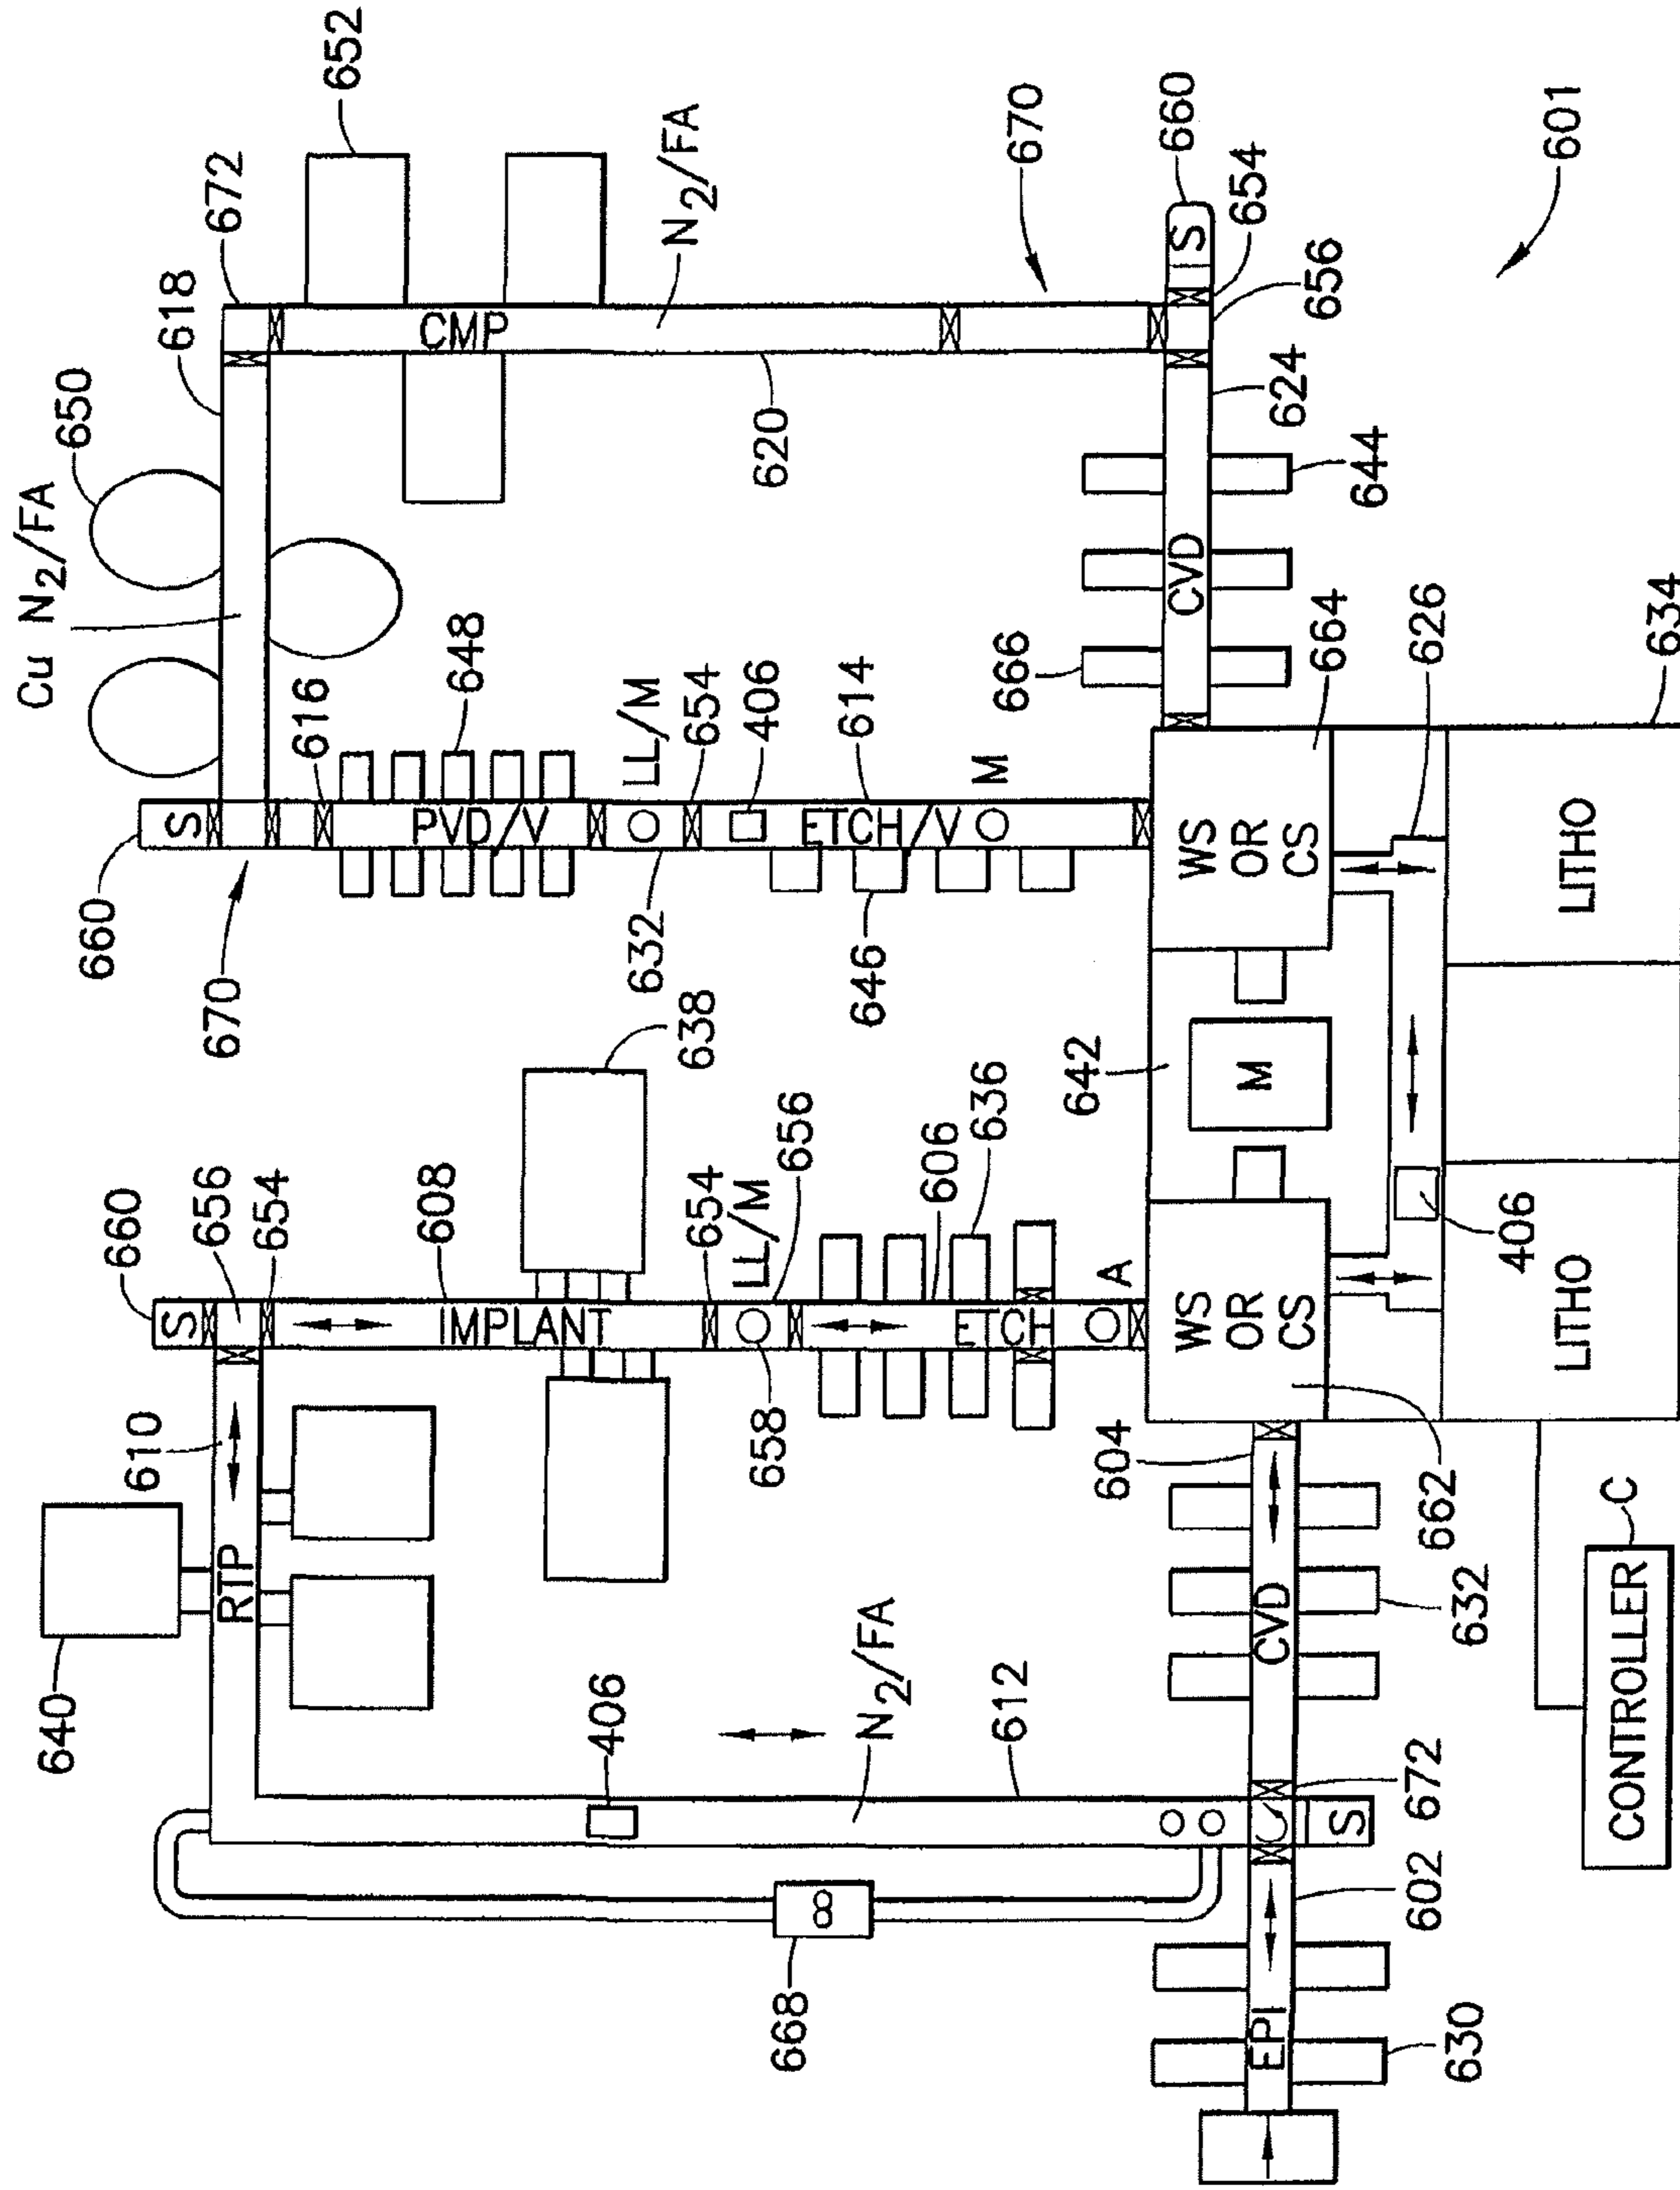 652
660
672
N2/FA
670
654
601
618
CMP
S
656
650
620
624
644
Cu N2/FA
CVD
666
664
626
634
648
616
LL/M
654
406
614
M
S
PVD/V
ETCH/V
WS
OR
CS
LITHO
660
632
646
670
638
642
M
660
656
654
608
654
LL/M
656
606
636
A
406
S
IMPLANT
ETCH
WS
OR
CS
LITHO
610
658
604
662
C
640
RTP
CVD
632
406
N2/FA
612
672
CONTROLLER
S
602
8
668
EPI
630